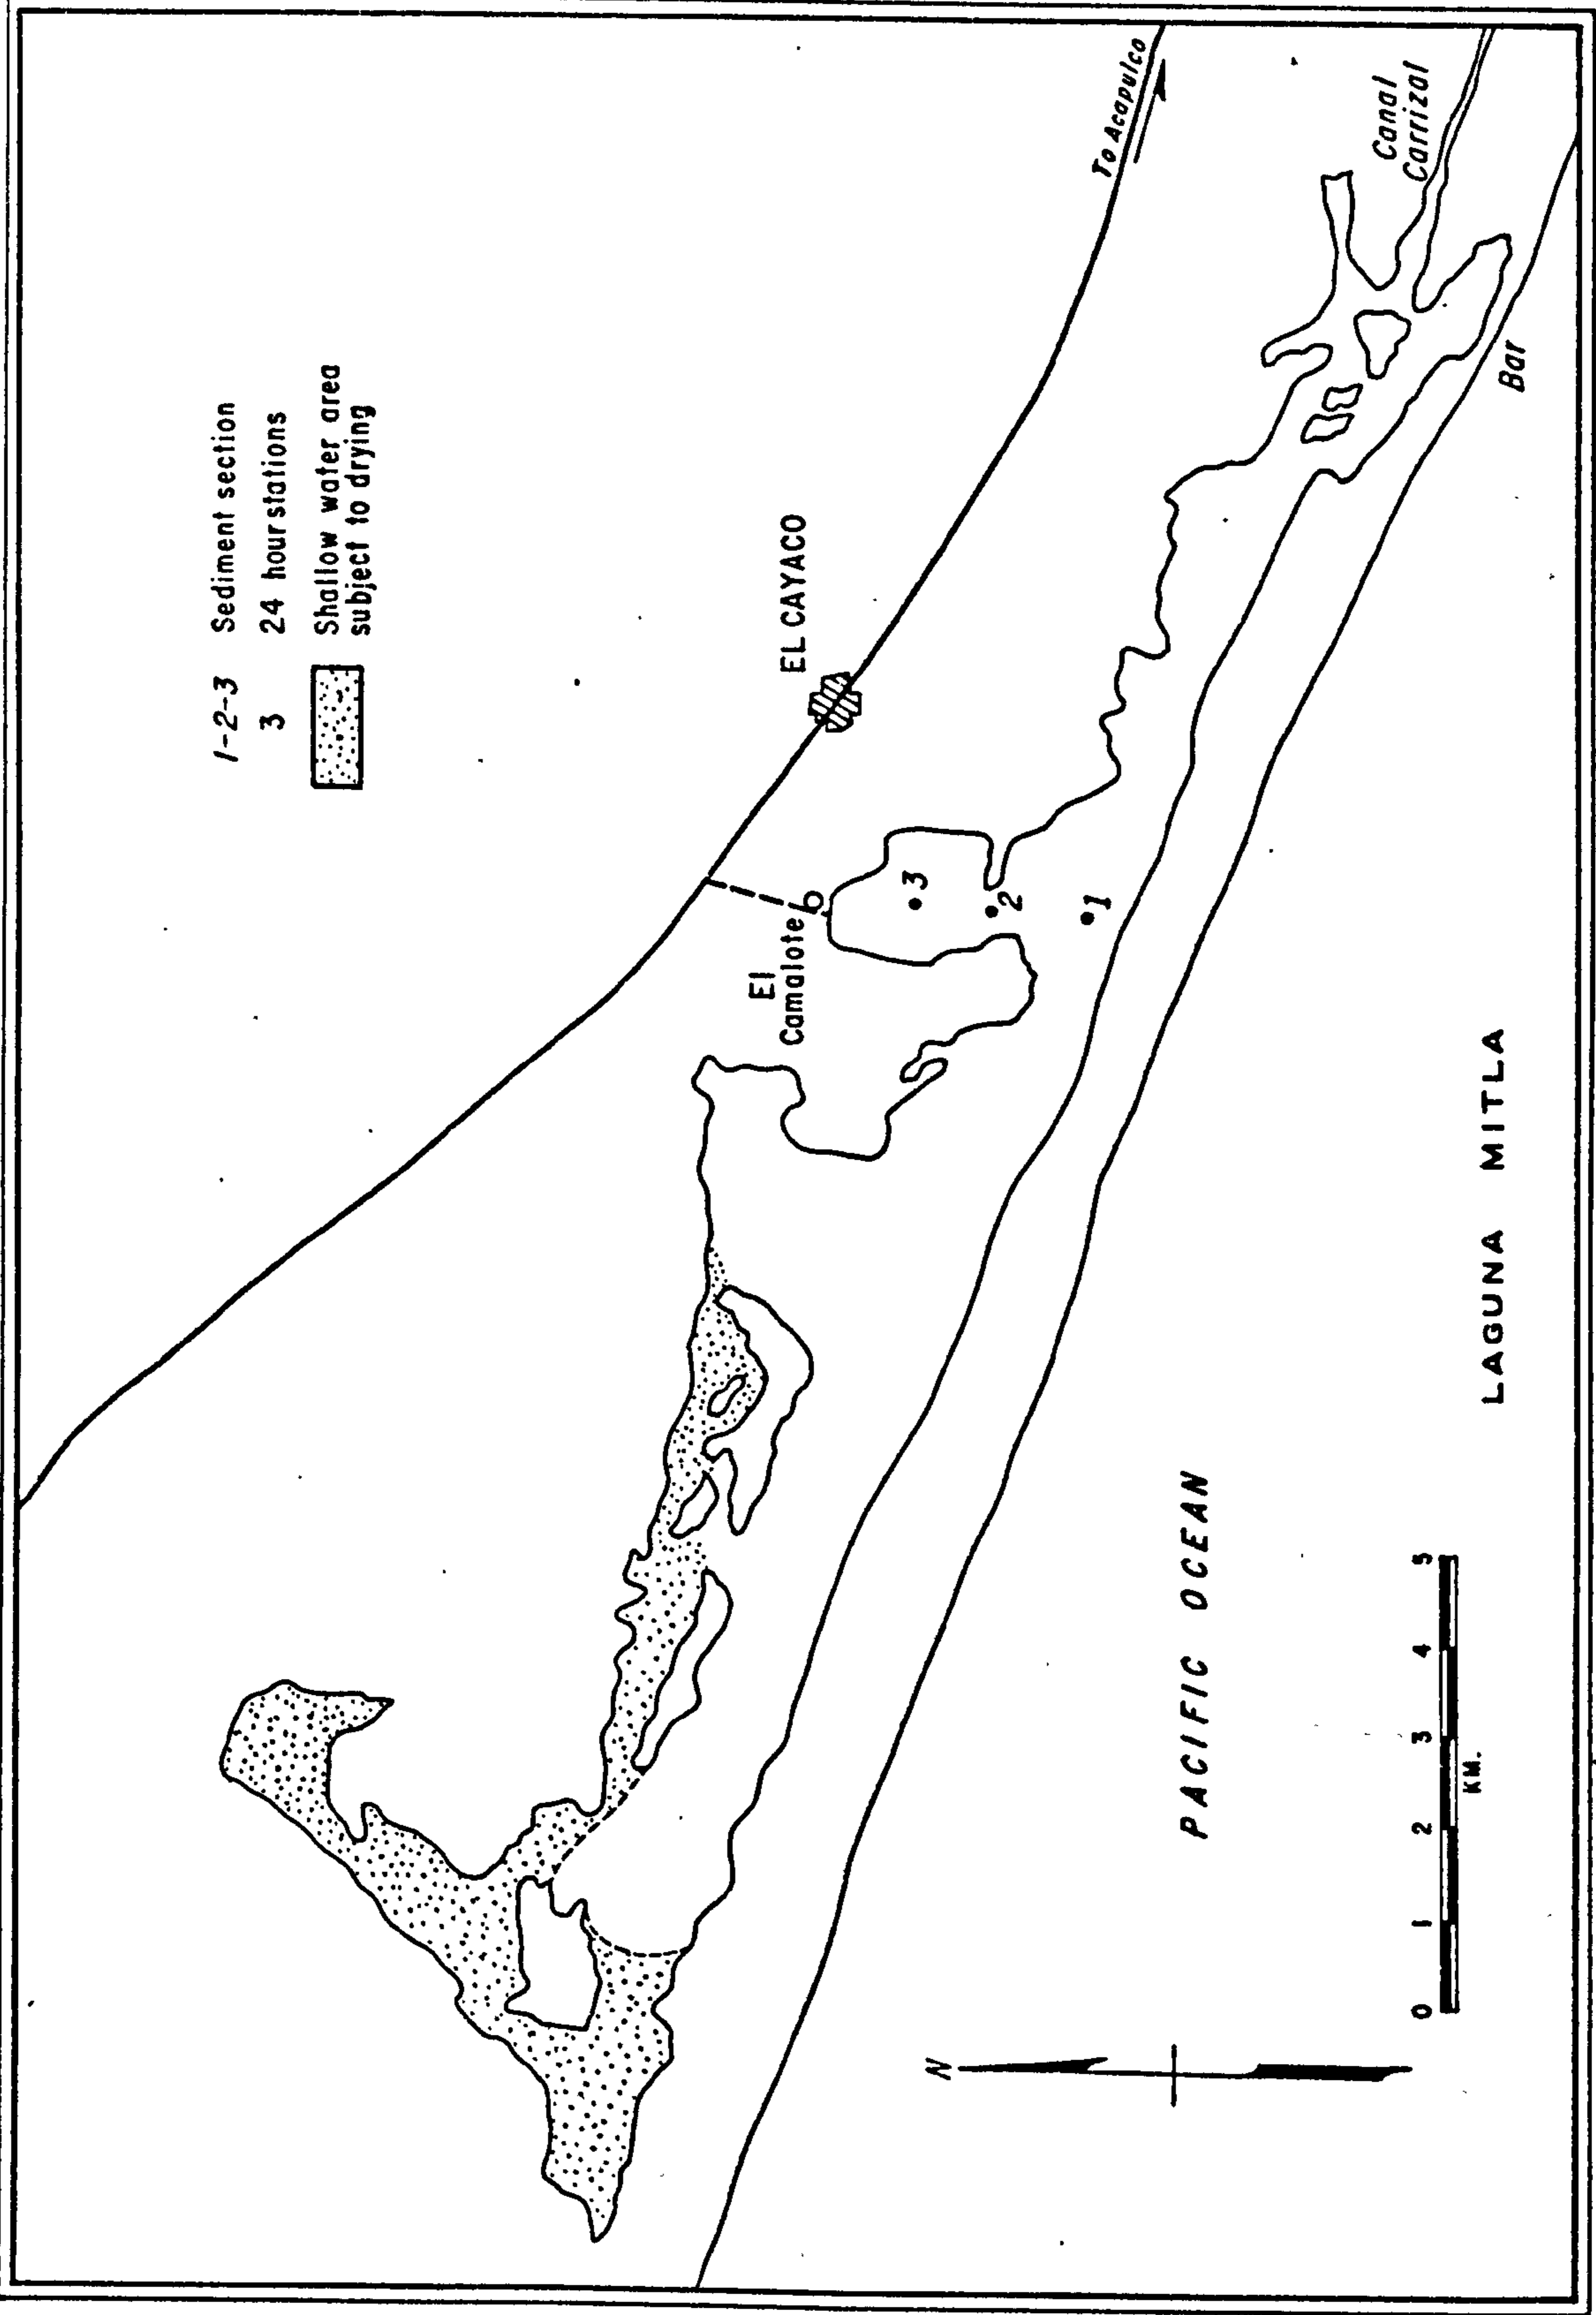 1-2-3 Sediment section
3 24 hour stations
Shallow water area
subject to drying
EL CAYACO
To Acapulco
El
Camalote
3
2
1
Canal
Carrizal
Bar
N
PACIFIC OCEAN
0 1 2 3 4 5
KM.
LAGUNA MITLA